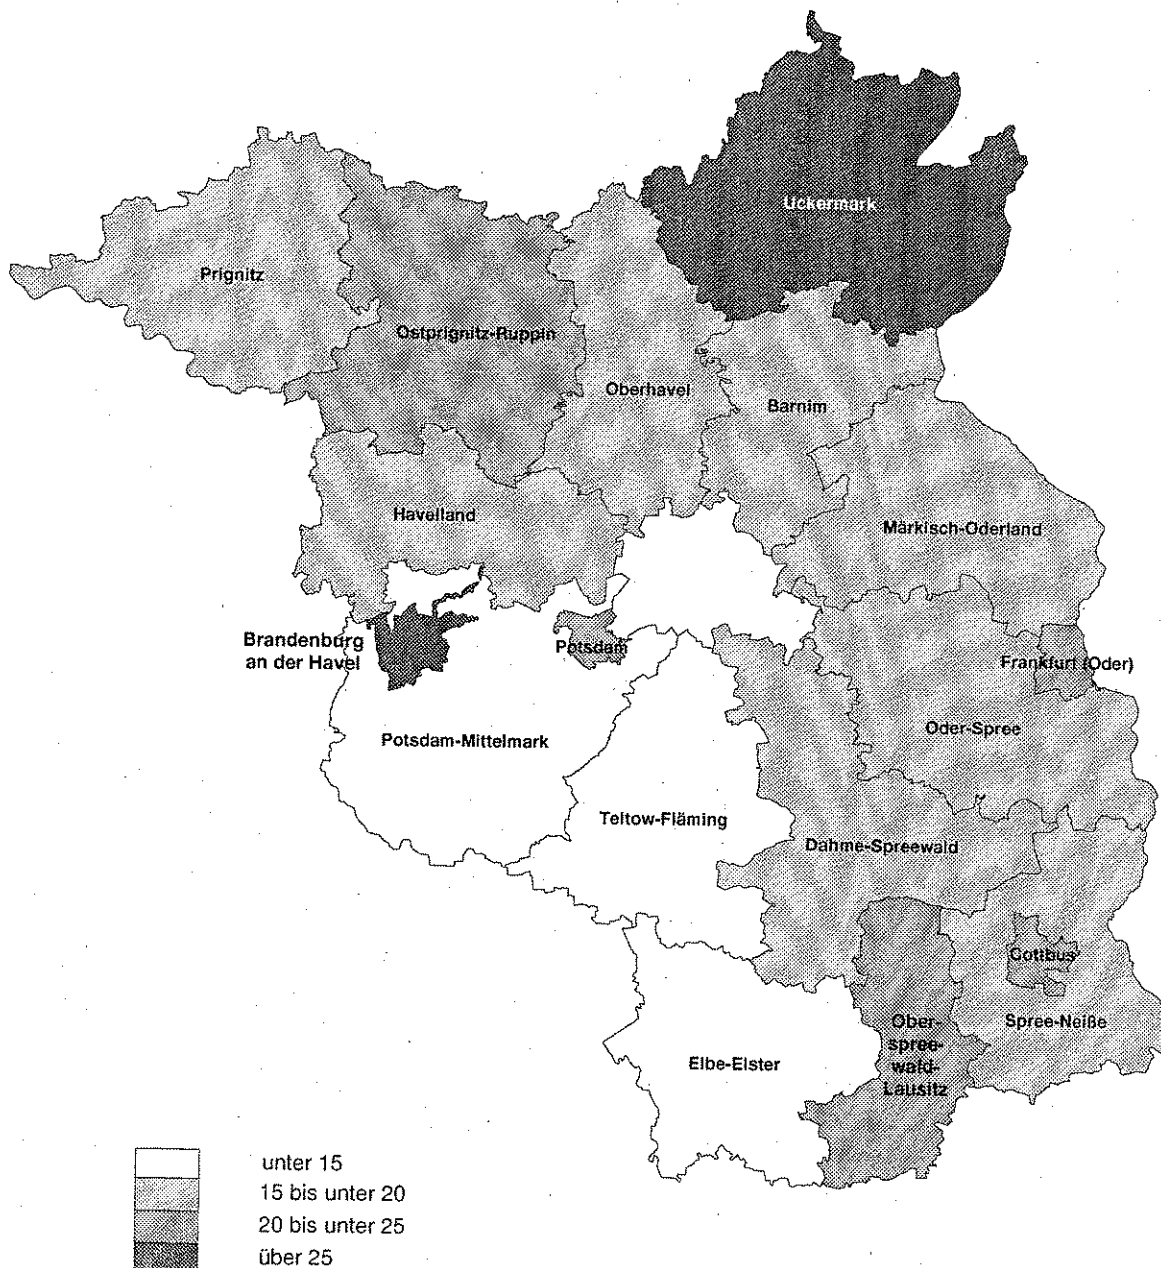 Uckermark
Prignitz
Ostprignitz-Ruppin
Oberhavel
Barnim
Havelland
Märkisch-Oderland
Brandenburg
an der Havel
Potsdam
Frankfurt (Oder)
Potsdam-Mittelmark
Oder-Spree
Teltow-Fläming
Dahme-Spreewald
Cottbus
Ober-
spree-
wald-
Lausitz
Spree-Neiße
Elbe-Elster
unter 15
15 bis unter 20
20 bis unter 25
über 25